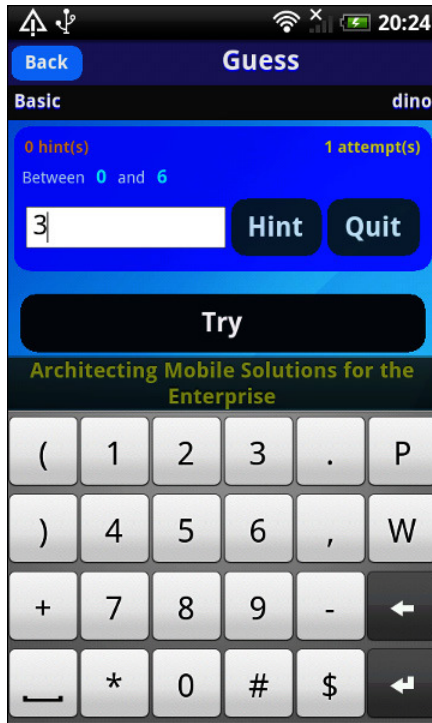 20:24
Back Guess
Basic dino
0 hint(s) 1 attempt(s)
Between 0 and 6
3 Hint Quit
Try
Architecting Mobile Solutions for the
Enterprise
( 1 2 3 . P
) 4 5 6 , W
+ 7 8 9 -
* 0 # $